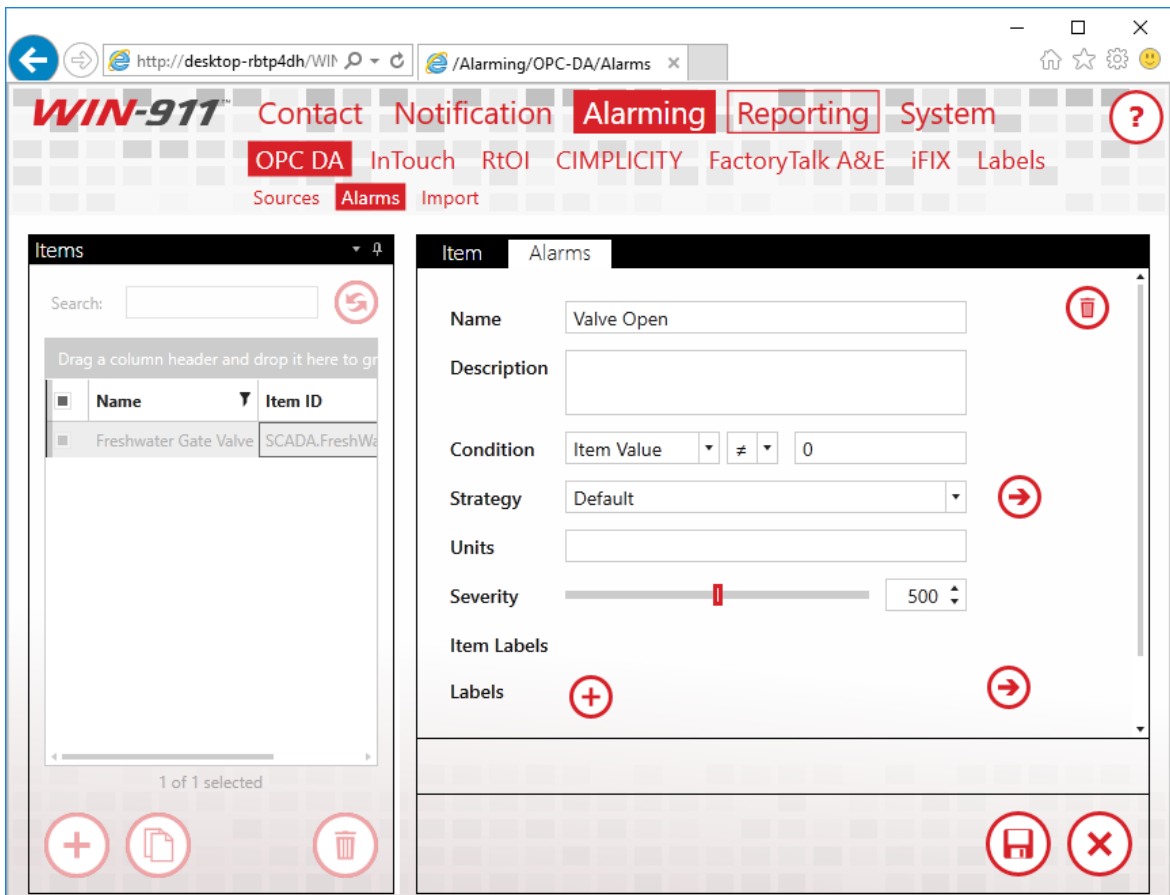 http://desktop-rbtp4dh/WIN
/Alarming/OPC-DA/Alarms
WIN-911™ Contact Notification Alarming Reporting System ?
OPC DA InTouch RtOI CIMPLICITY FactoryTalk A&E iFIX Labels
Sources Alarms Import
Items
Search:
Drag a column header and drop it here to gr
Name Item ID
Freshwater Gate Valve SCADA.FreshWa
1 of 1 selected
Item Alarms
Name Valve Open
Description
Condition Item Value ≠ 0
Strategy Default
Units
Severity 500
Item Labels
Labels